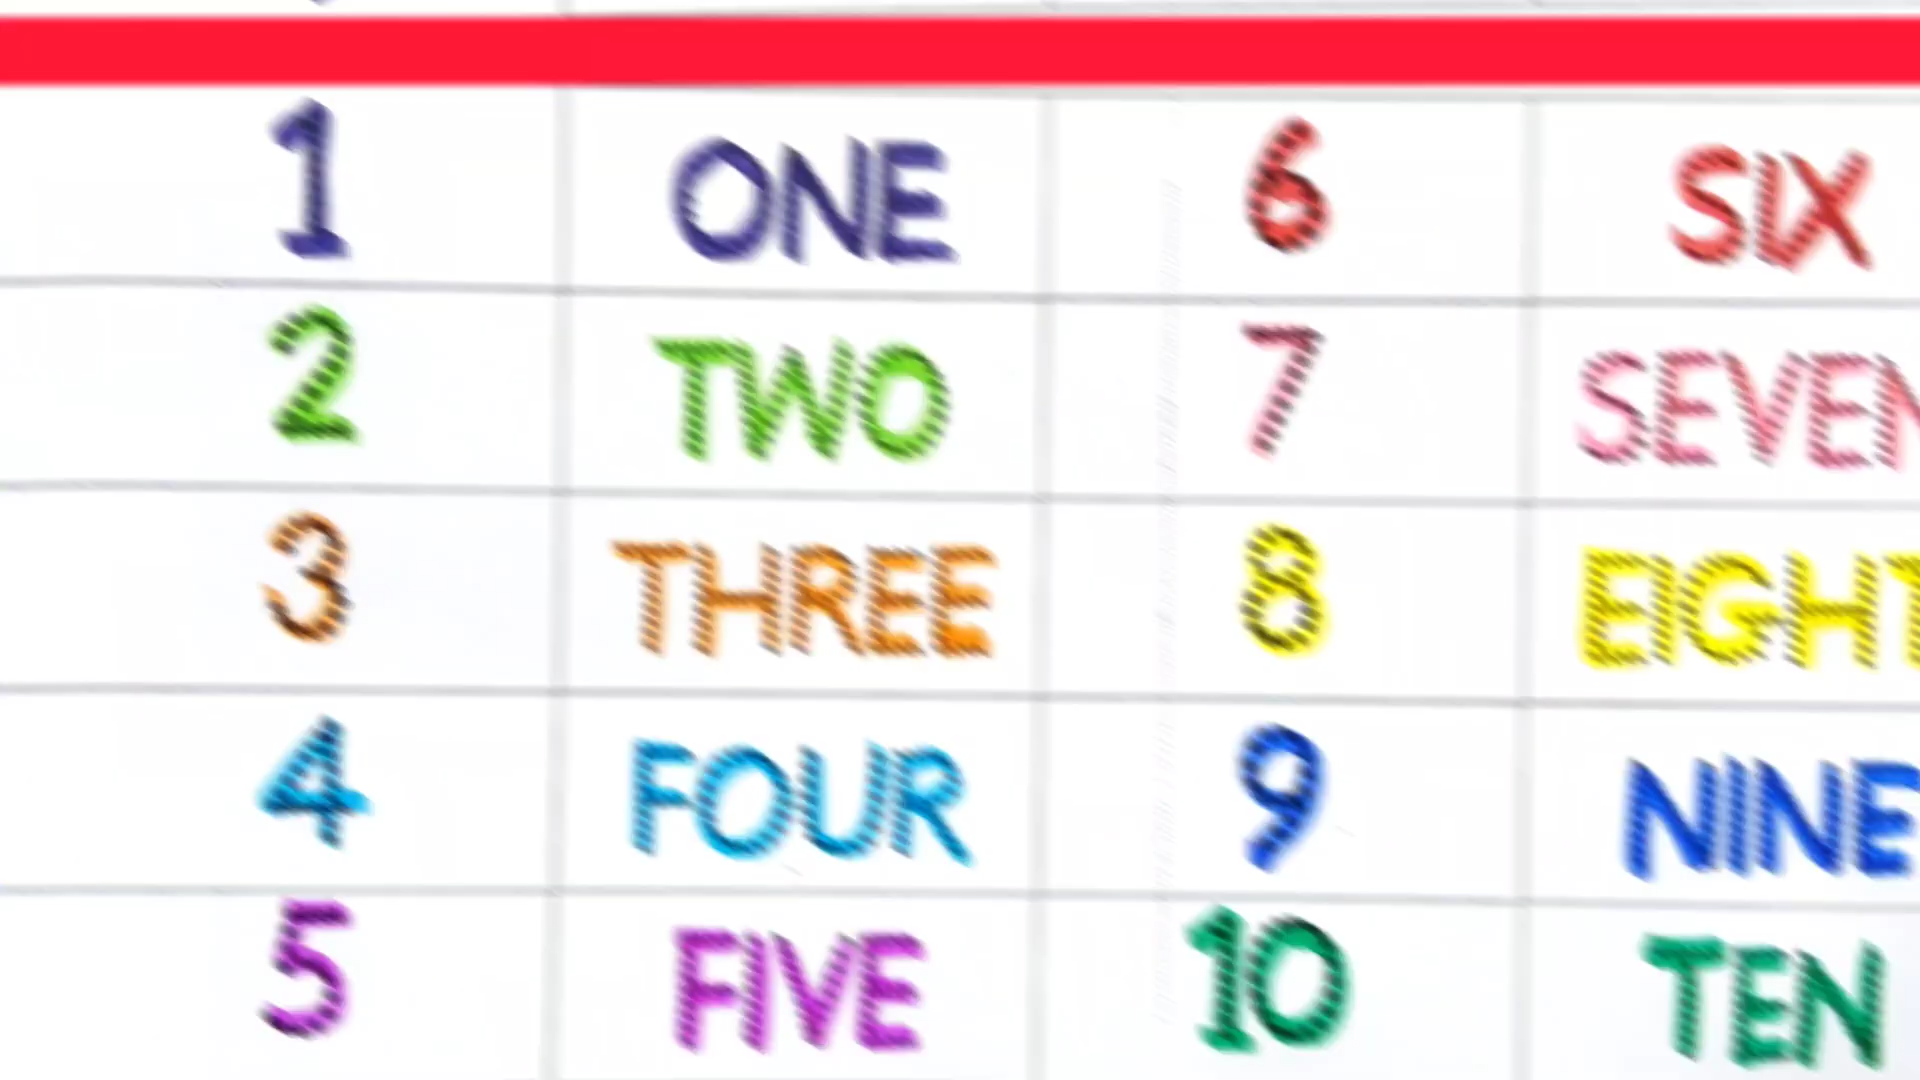 1 ONE 6 SIX
2 TWO 7 SEVEN
3 THREE 8 EIGHT
4 FOUR 9 NINE
5 FIVE 10 TEN